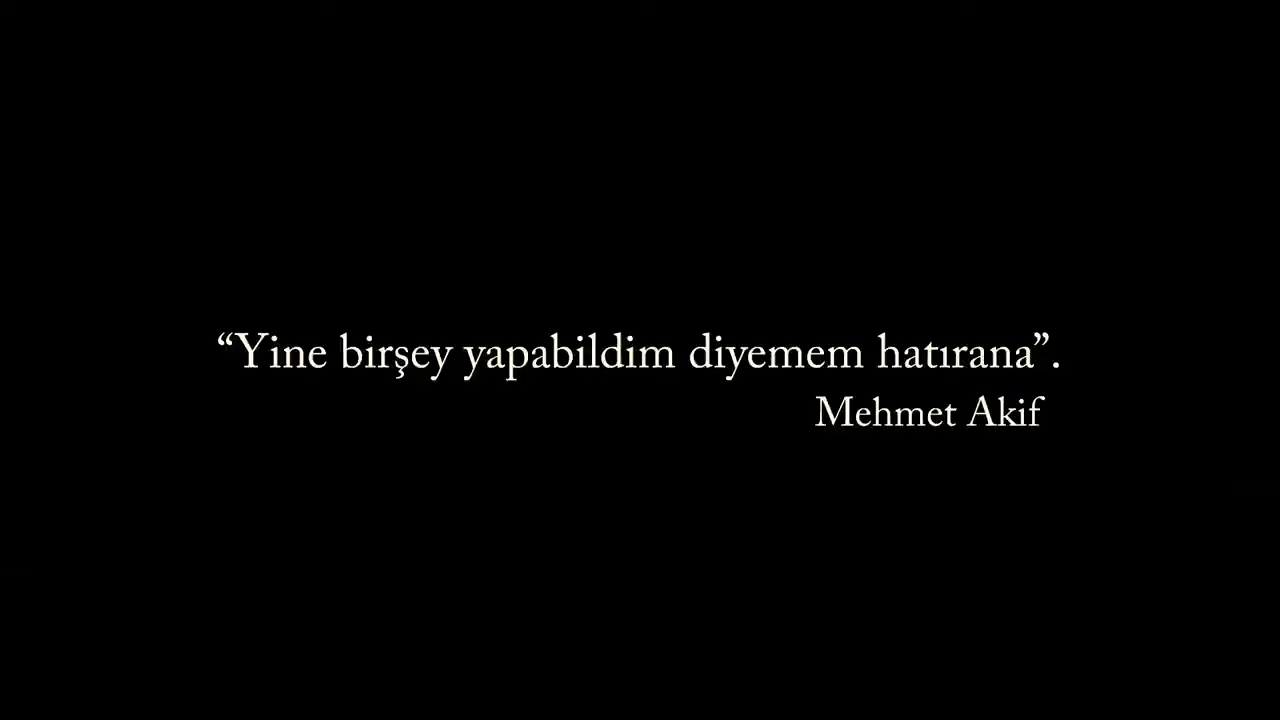 “Yine birşey yapabildim diyemem hatırana”.
Mehmet Akif